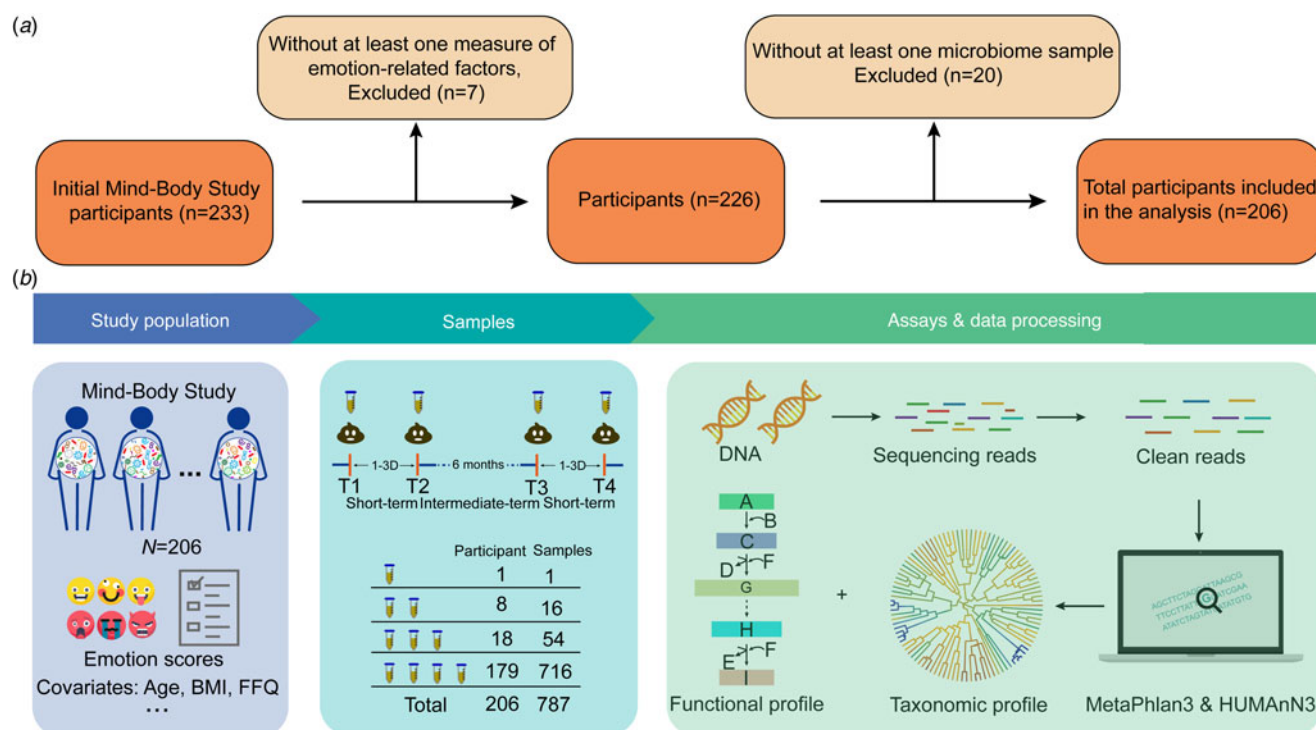 (a)
Without at least one measure of
emotion-related factors,
Excluded (n=7)
Without at least one microbiome sample
Excluded (n=20)
Initial Mind-Body Study
participants (n=233)
Participants (n=226)
Total participants included
in the analysis (n=206)
(b)
Study population
Samples
Assays & data processing
Mind-Body Study
...
N=206
Emotion scores
Covariates: Age, BMI, FFQ
...
1-3D 6 months 1-3D
T1 T2 T3 T4
Short-term Intermediate-term Short-term
Participant Samples
1 1
8 16
18 54
179 716
Total 206 787
DNA
Sequencing reads
Clean reads
A
B
C
D F
G
H
E F
I
Functional profile
+
Taxonomic profile
MetaPhlan3 & HUMAnN3